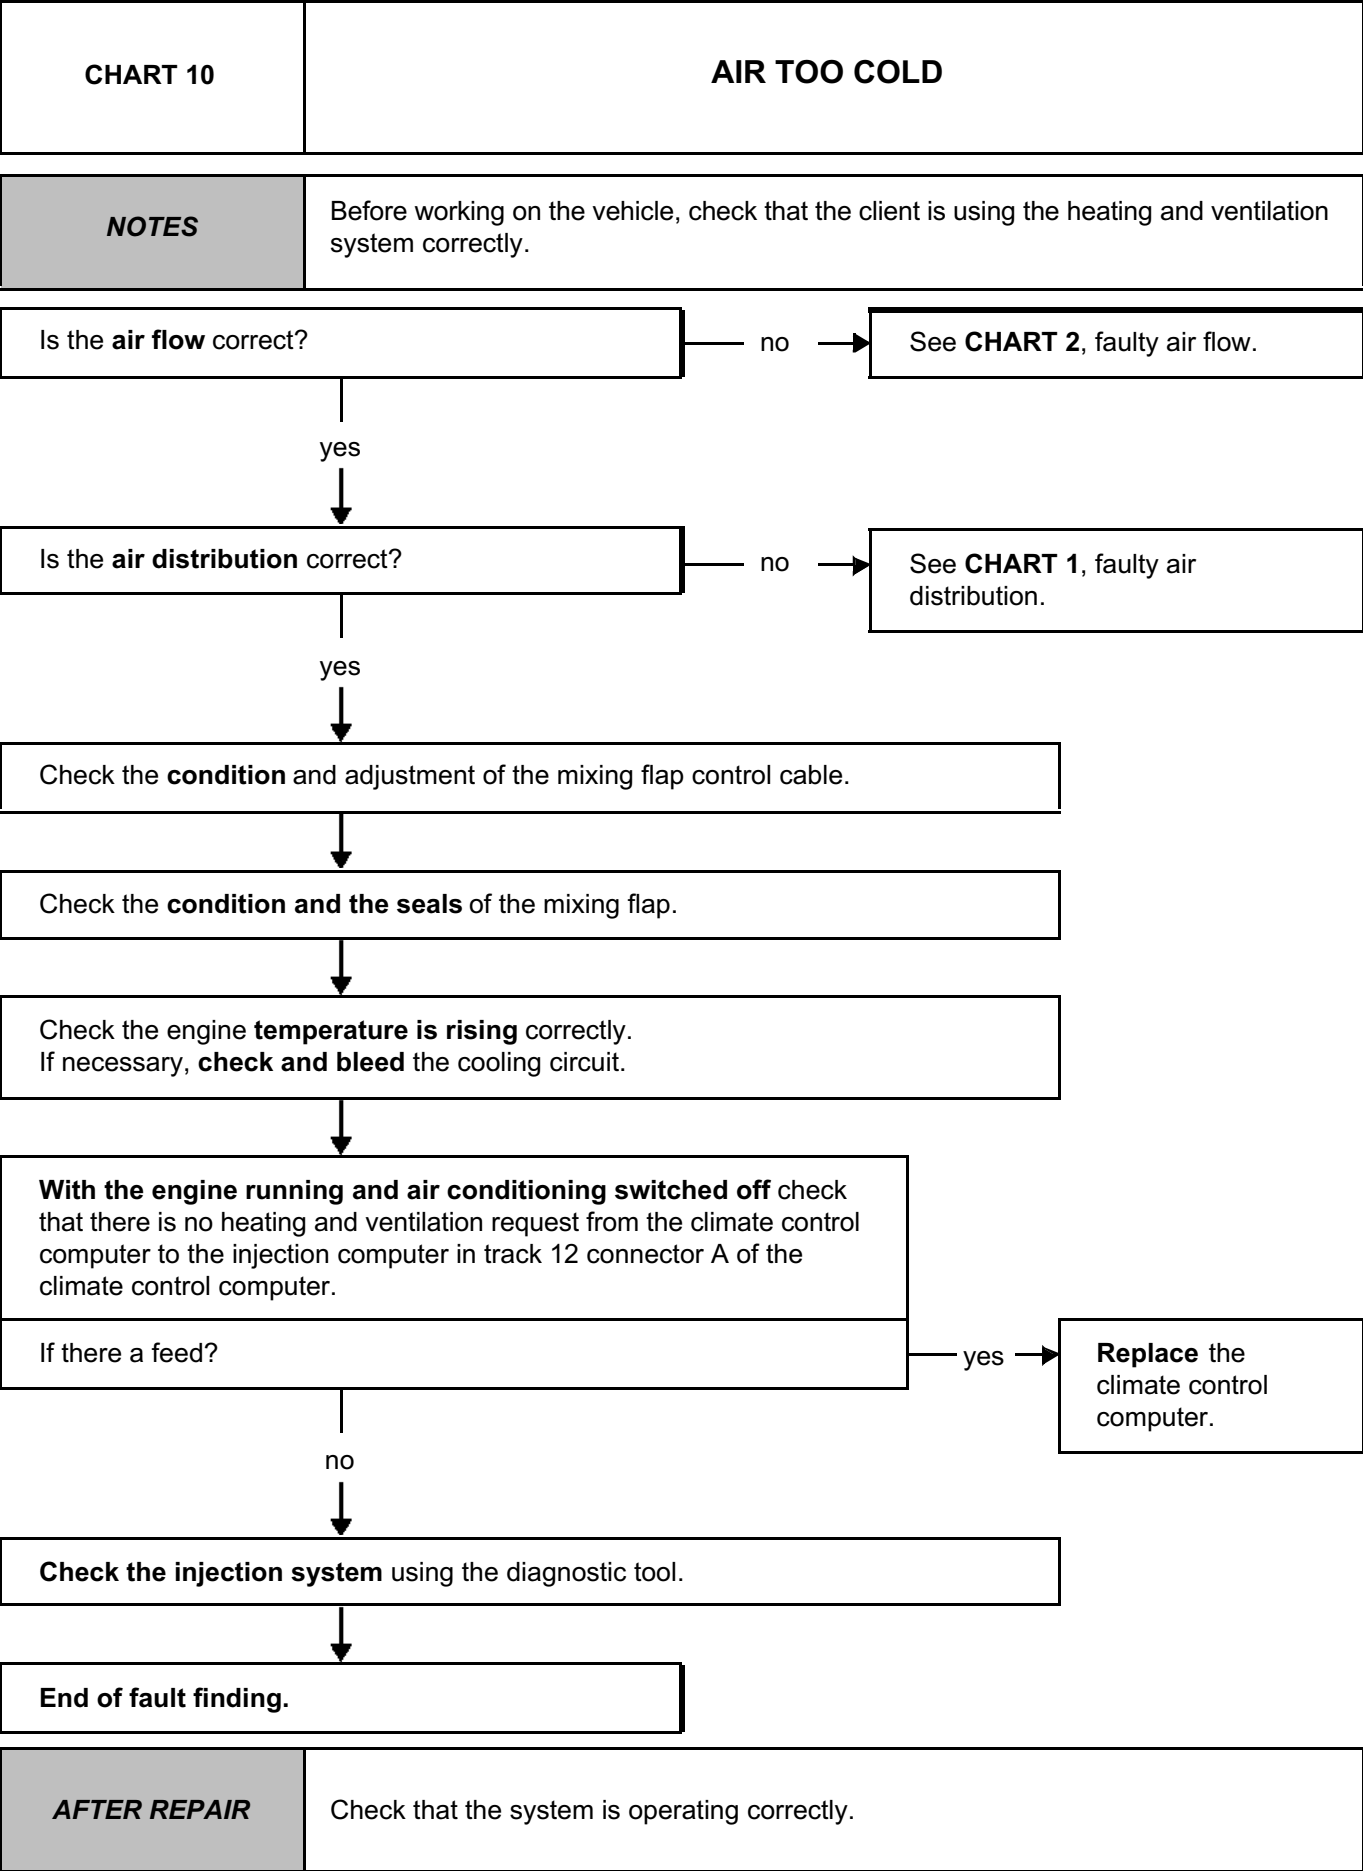 CHART 10
AIR TOO COLD
NOTES
Before working on the vehicle, check that the client is using the heating and ventilation
system correctly.
Is the air flow correct?
no
See CHART 2, faulty air flow.
yes
Is the air distribution correct?
no
See CHART 1, faulty air
distribution.
yes
Check the condition and adjustment of the mixing flap control cable.
Check the condition and the seals of the mixing flap.
Check the engine temperature is rising correctly.
If necessary, check and bleed the cooling circuit.
With the engine running and air conditioning switched off check
that there is no heating and ventilation request from the climate control
computer to the injection computer in track 12 connector A of the
climate control computer.
If there a feed?
yes
Replace the
climate control
computer.
no
Check the injection system using the diagnostic tool.
End of fault finding.
AFTER REPAIR
Check that the system is operating correctly.